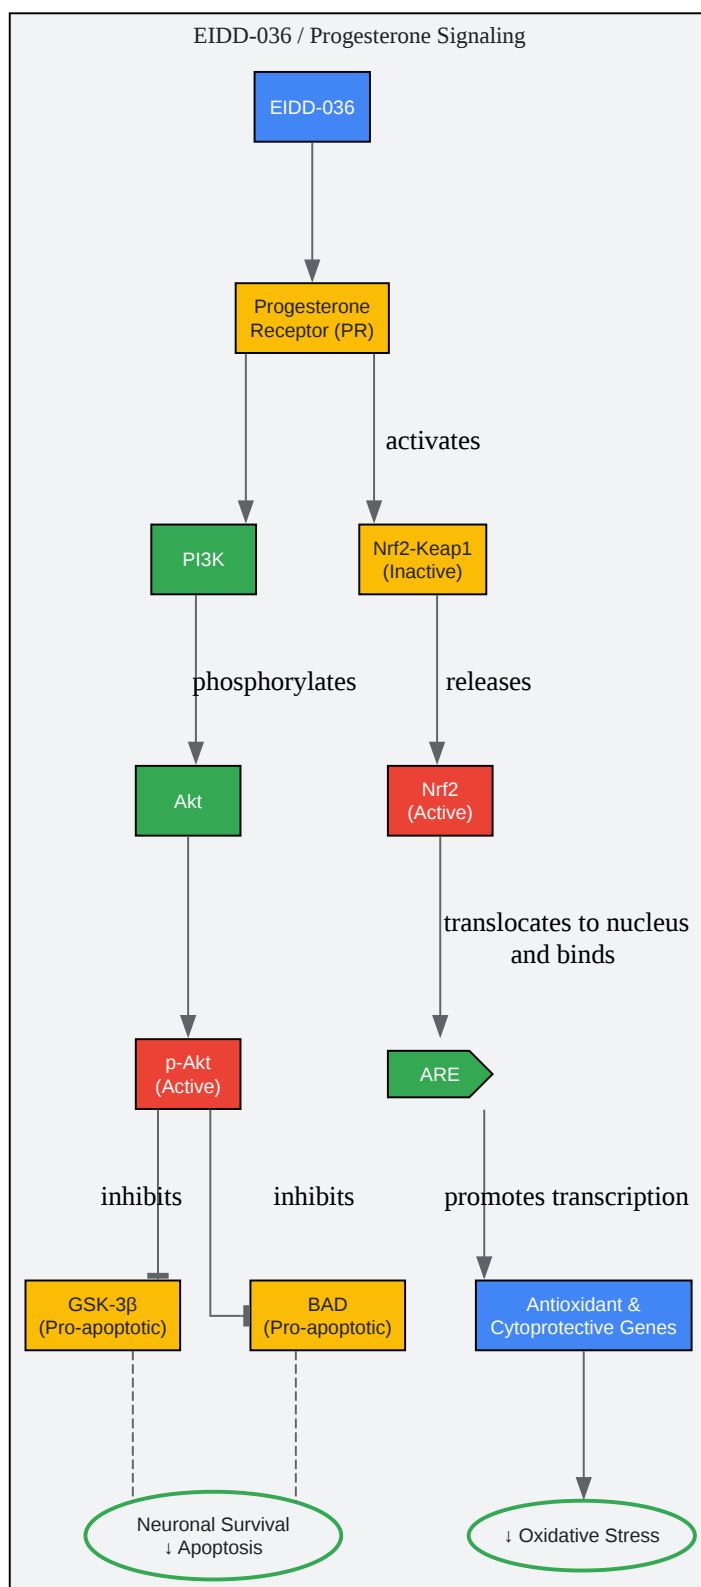 EIDD-036 / Progesterone Signaling
EIDD-036
Progesterone
Receptor (PR)
activates
PI3K
Nrf2-Keap1
(Inactive)
phosphorylates
releases
Akt
Nrf2
(Active)
translocates to nucleus
and binds
p-Akt
(Active)
ARE
inhibits
inhibits
promotes transcription
GSK-3β
(Pro-apoptotic)
BAD
(Pro-apoptotic)
Antioxidant &
Cytoprotective Genes
Neuronal Survival
↓ Apoptosis
↓ Oxidative Stress